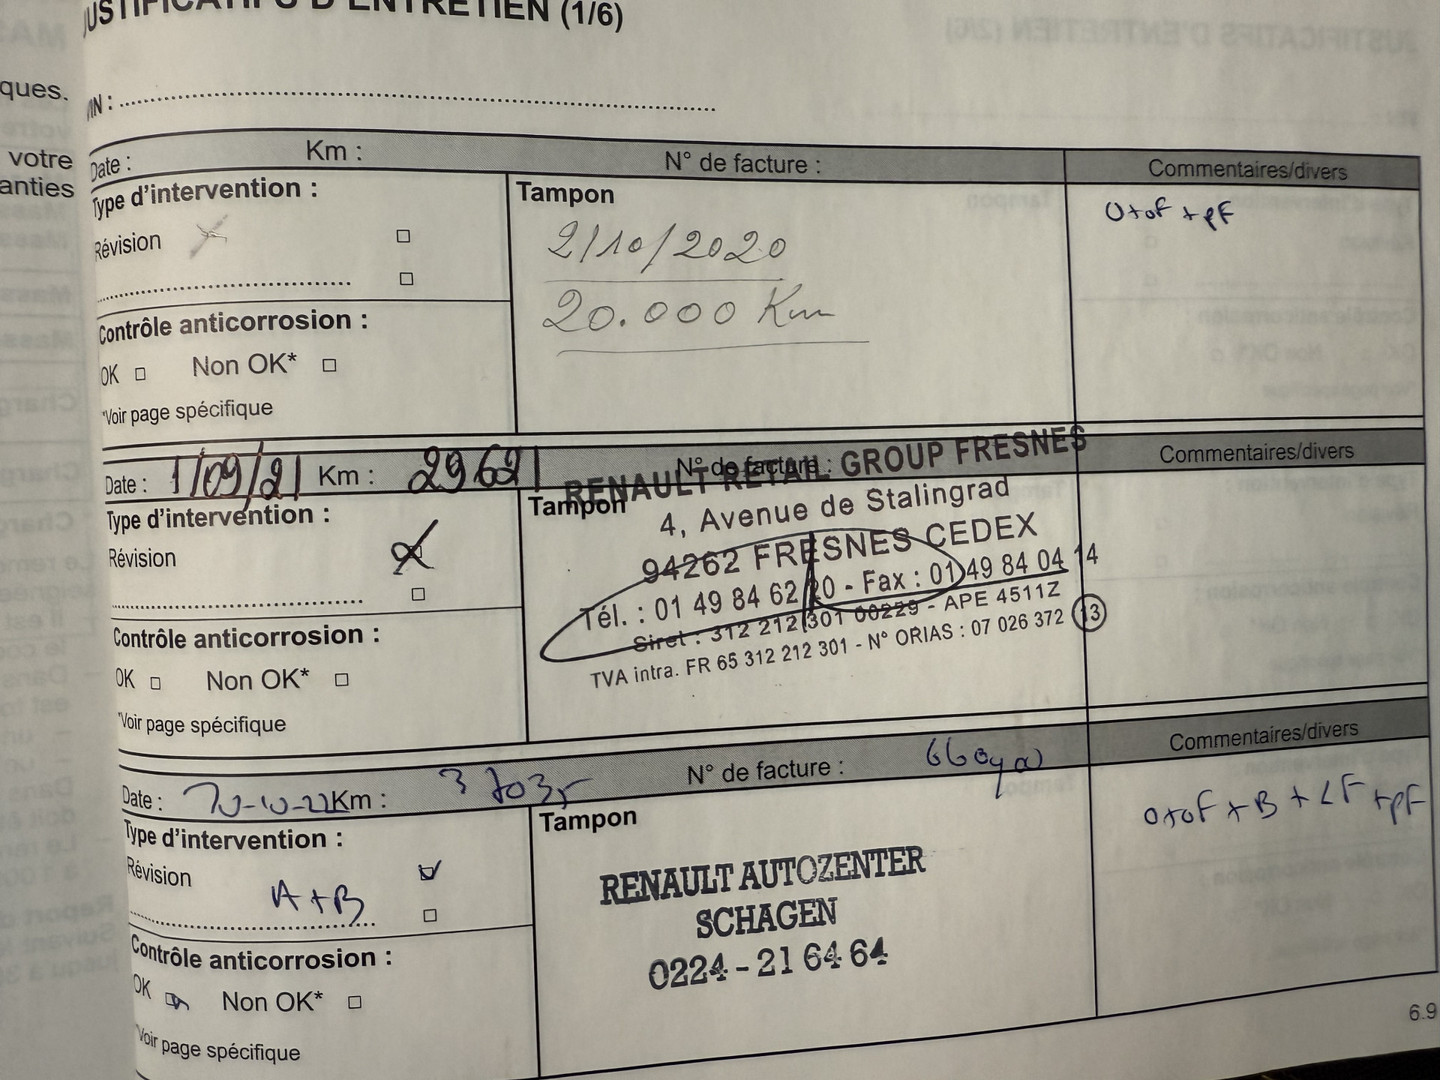 JUSTIFICATIFS D'ENTRETIEN (1/6)
ques.
votre
anties
VIN :
Date : Km : N° de facture : Commentaires/divers
Type d'intervention :
Révision
Contrôle anticorrosion :
OK Non OK*
*Voir page spécifique
Tampon
2/10/2020
20.000 Km
O+oF +pF
Date : 1/09/21 Km : 29621 N° de facture : Commentaires/divers
Type d'intervention :
Révision
Contrôle anticorrosion :
OK Non OK*
*Voir page spécifique
Tampon
RENAULT RETAIL GROUP FRESNES
4, Avenue de Stalingrad
94262 FRESNES CEDEX
Tél. : 01 49 84 62 20 - Fax : 01 49 84 04 14
Siret : 312 212 301 00229 - APE 4511Z
TVA intra. FR 65 312 212 301 - N° ORIAS : 07 026 372 13
Date : Km : N° de facture : Commentaires/divers
Type d'intervention :
Révision
A+B
Contrôle anticorrosion :
OK Non OK*
*Voir page spécifique
Tampon
RENAULT AUTOZENTER
SCHAGEN
0224-21 64 64
O+oF +B +LF +pF
6.9